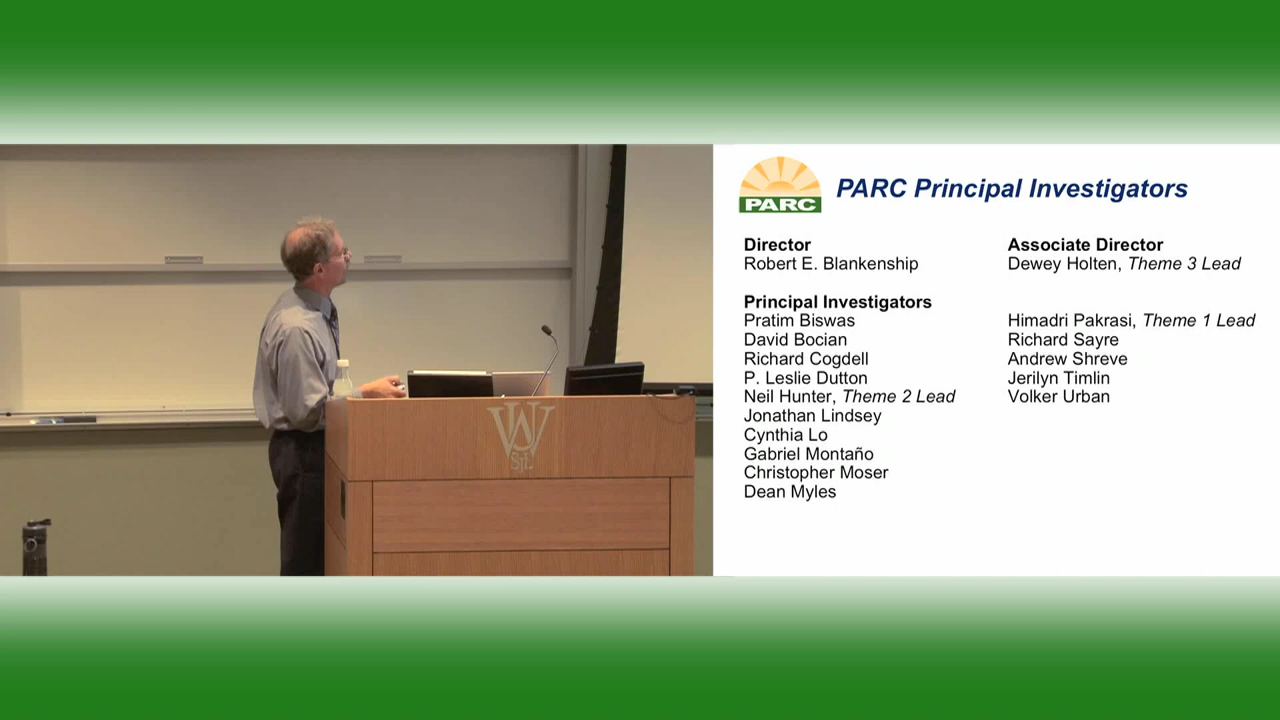 PARC
PARC Principal Investigators
Director
Robert E. Blankenship
Associate Director
Dewey Holten, Theme 3 Lead
Principal Investigators
Pratim Biswas
David Bocian
Richard Cogdell
P. Leslie Dutton
Neil Hunter, Theme 2 Lead
Jonathan Lindsey
Cynthia Lo
Gabriel Montaño
Christopher Moser
Dean Myles
Himadri Pakrasi, Theme 1 Lead
Richard Sayre
Andrew Shreve
Jerilyn Timlin
Volker Urban
WU
StL